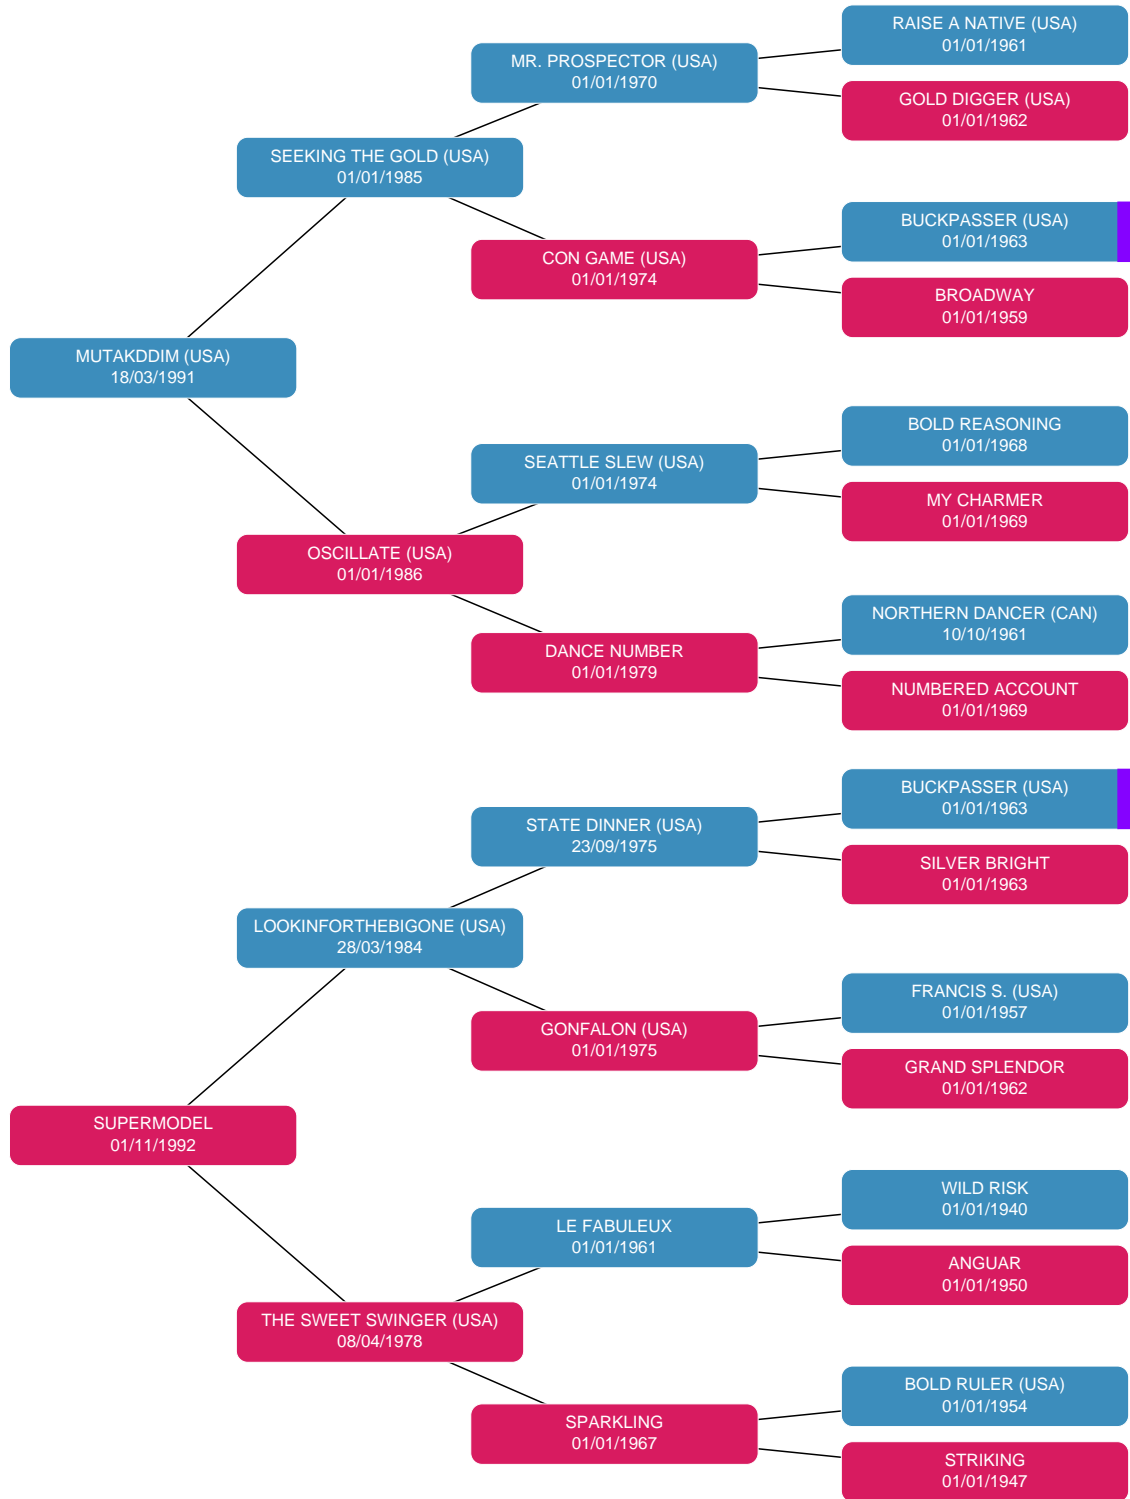 RAISE A NATIVE (USA)
01/01/1961
MR. PROSPECTOR (USA)
01/01/1970
GOLD DIGGER (USA)
01/01/1962
SEEKING THE GOLD (USA)
01/01/1985
BUCKPASSER (USA)
01/01/1963
CON GAME (USA)
01/01/1974
BROADWAY
01/01/1959
MUTAKDDIM (USA)
18/03/1991
BOLD REASONING
01/01/1968
SEATTLE SLEW (USA)
01/01/1974
MY CHARMER
01/01/1969
OSCILLATE (USA)
01/01/1986
NORTHERN DANCER (CAN)
10/10/1961
DANCE NUMBER
01/01/1979
NUMBERED ACCOUNT
01/01/1969
BUCKPASSER (USA)
01/01/1963
STATE DINNER (USA)
23/09/1975
SILVER BRIGHT
01/01/1963
LOOKINFORTHEBIGONE (USA)
28/03/1984
FRANCIS S. (USA)
01/01/1957
GONFALON (USA)
01/01/1975
GRAND SPLENDOR
01/01/1962
SUPERMODEL
01/11/1992
WILD RISK
01/01/1940
LE FABULEUX
01/01/1961
ANGUAR
01/01/1950
THE SWEET SWINGER (USA)
08/04/1978
BOLD RULER (USA)
01/01/1954
SPARKLING
01/01/1967
STRIKING
01/01/1947